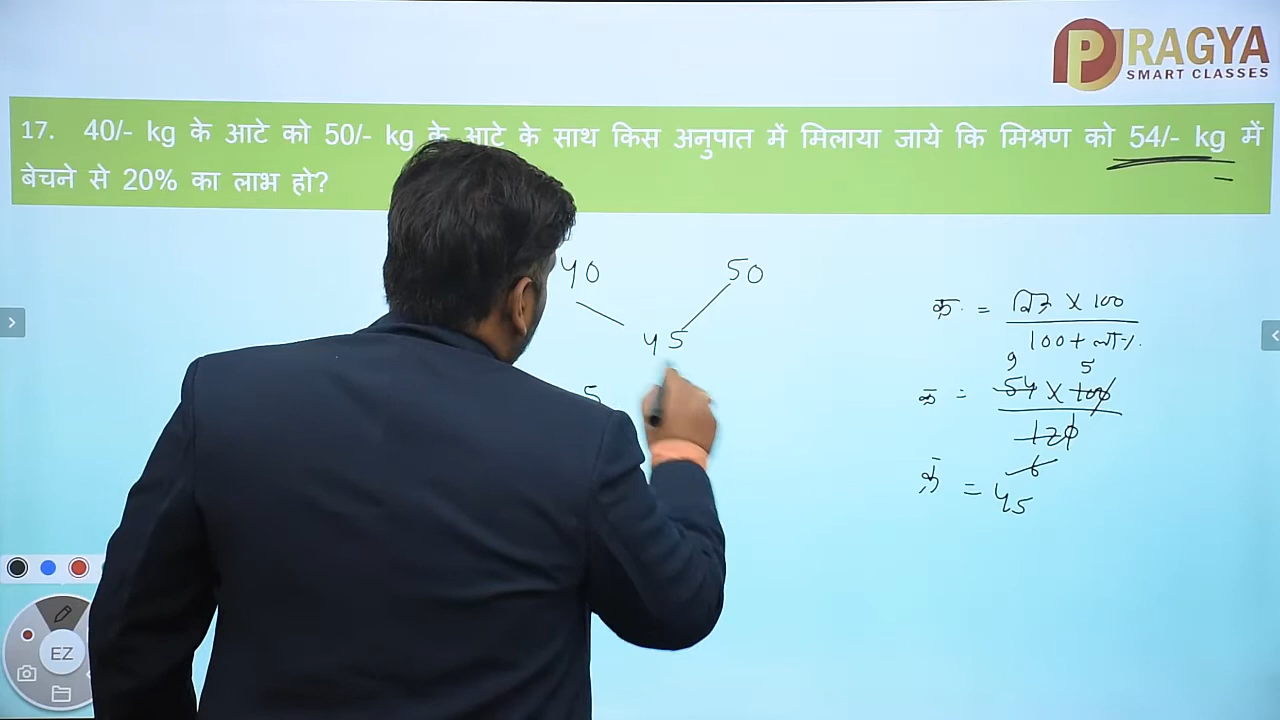 PRAGYA
SMART CLASSES
17. 40/- kg के आटे को 50/- kg के आटे के साथ किस अनुपात में मिलाया जाये कि मिश्रण को 54/- kg में
बेचने से 20% का लाभ हो?
40 50
45
5
क्र. = विक्र × 100
100 + ला%
9 5
क्र = 54 × 100
120
6
क्र = 45
EZ